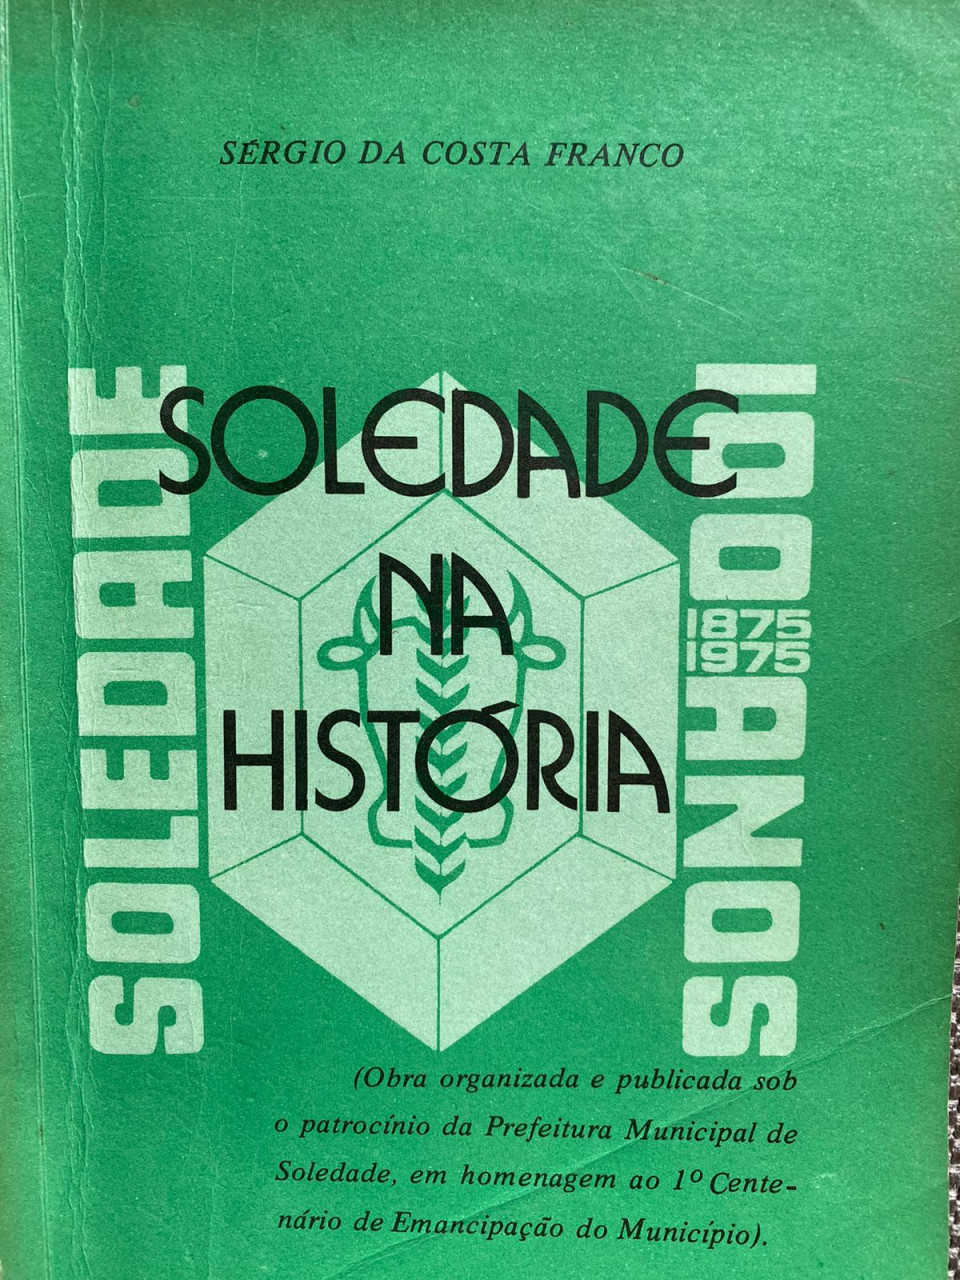 SÉRGIO DA COSTA FRANCO
SOLEDADE
NA
HISTÓRIA
SOLEDADE
100 ANOS
1875
1975
(Obra organizada e publicada sob
o patrocínio da Prefeitura Municipal de
Soledade, em homenagem ao 1º Cente-
nário de Emancipação do Município).